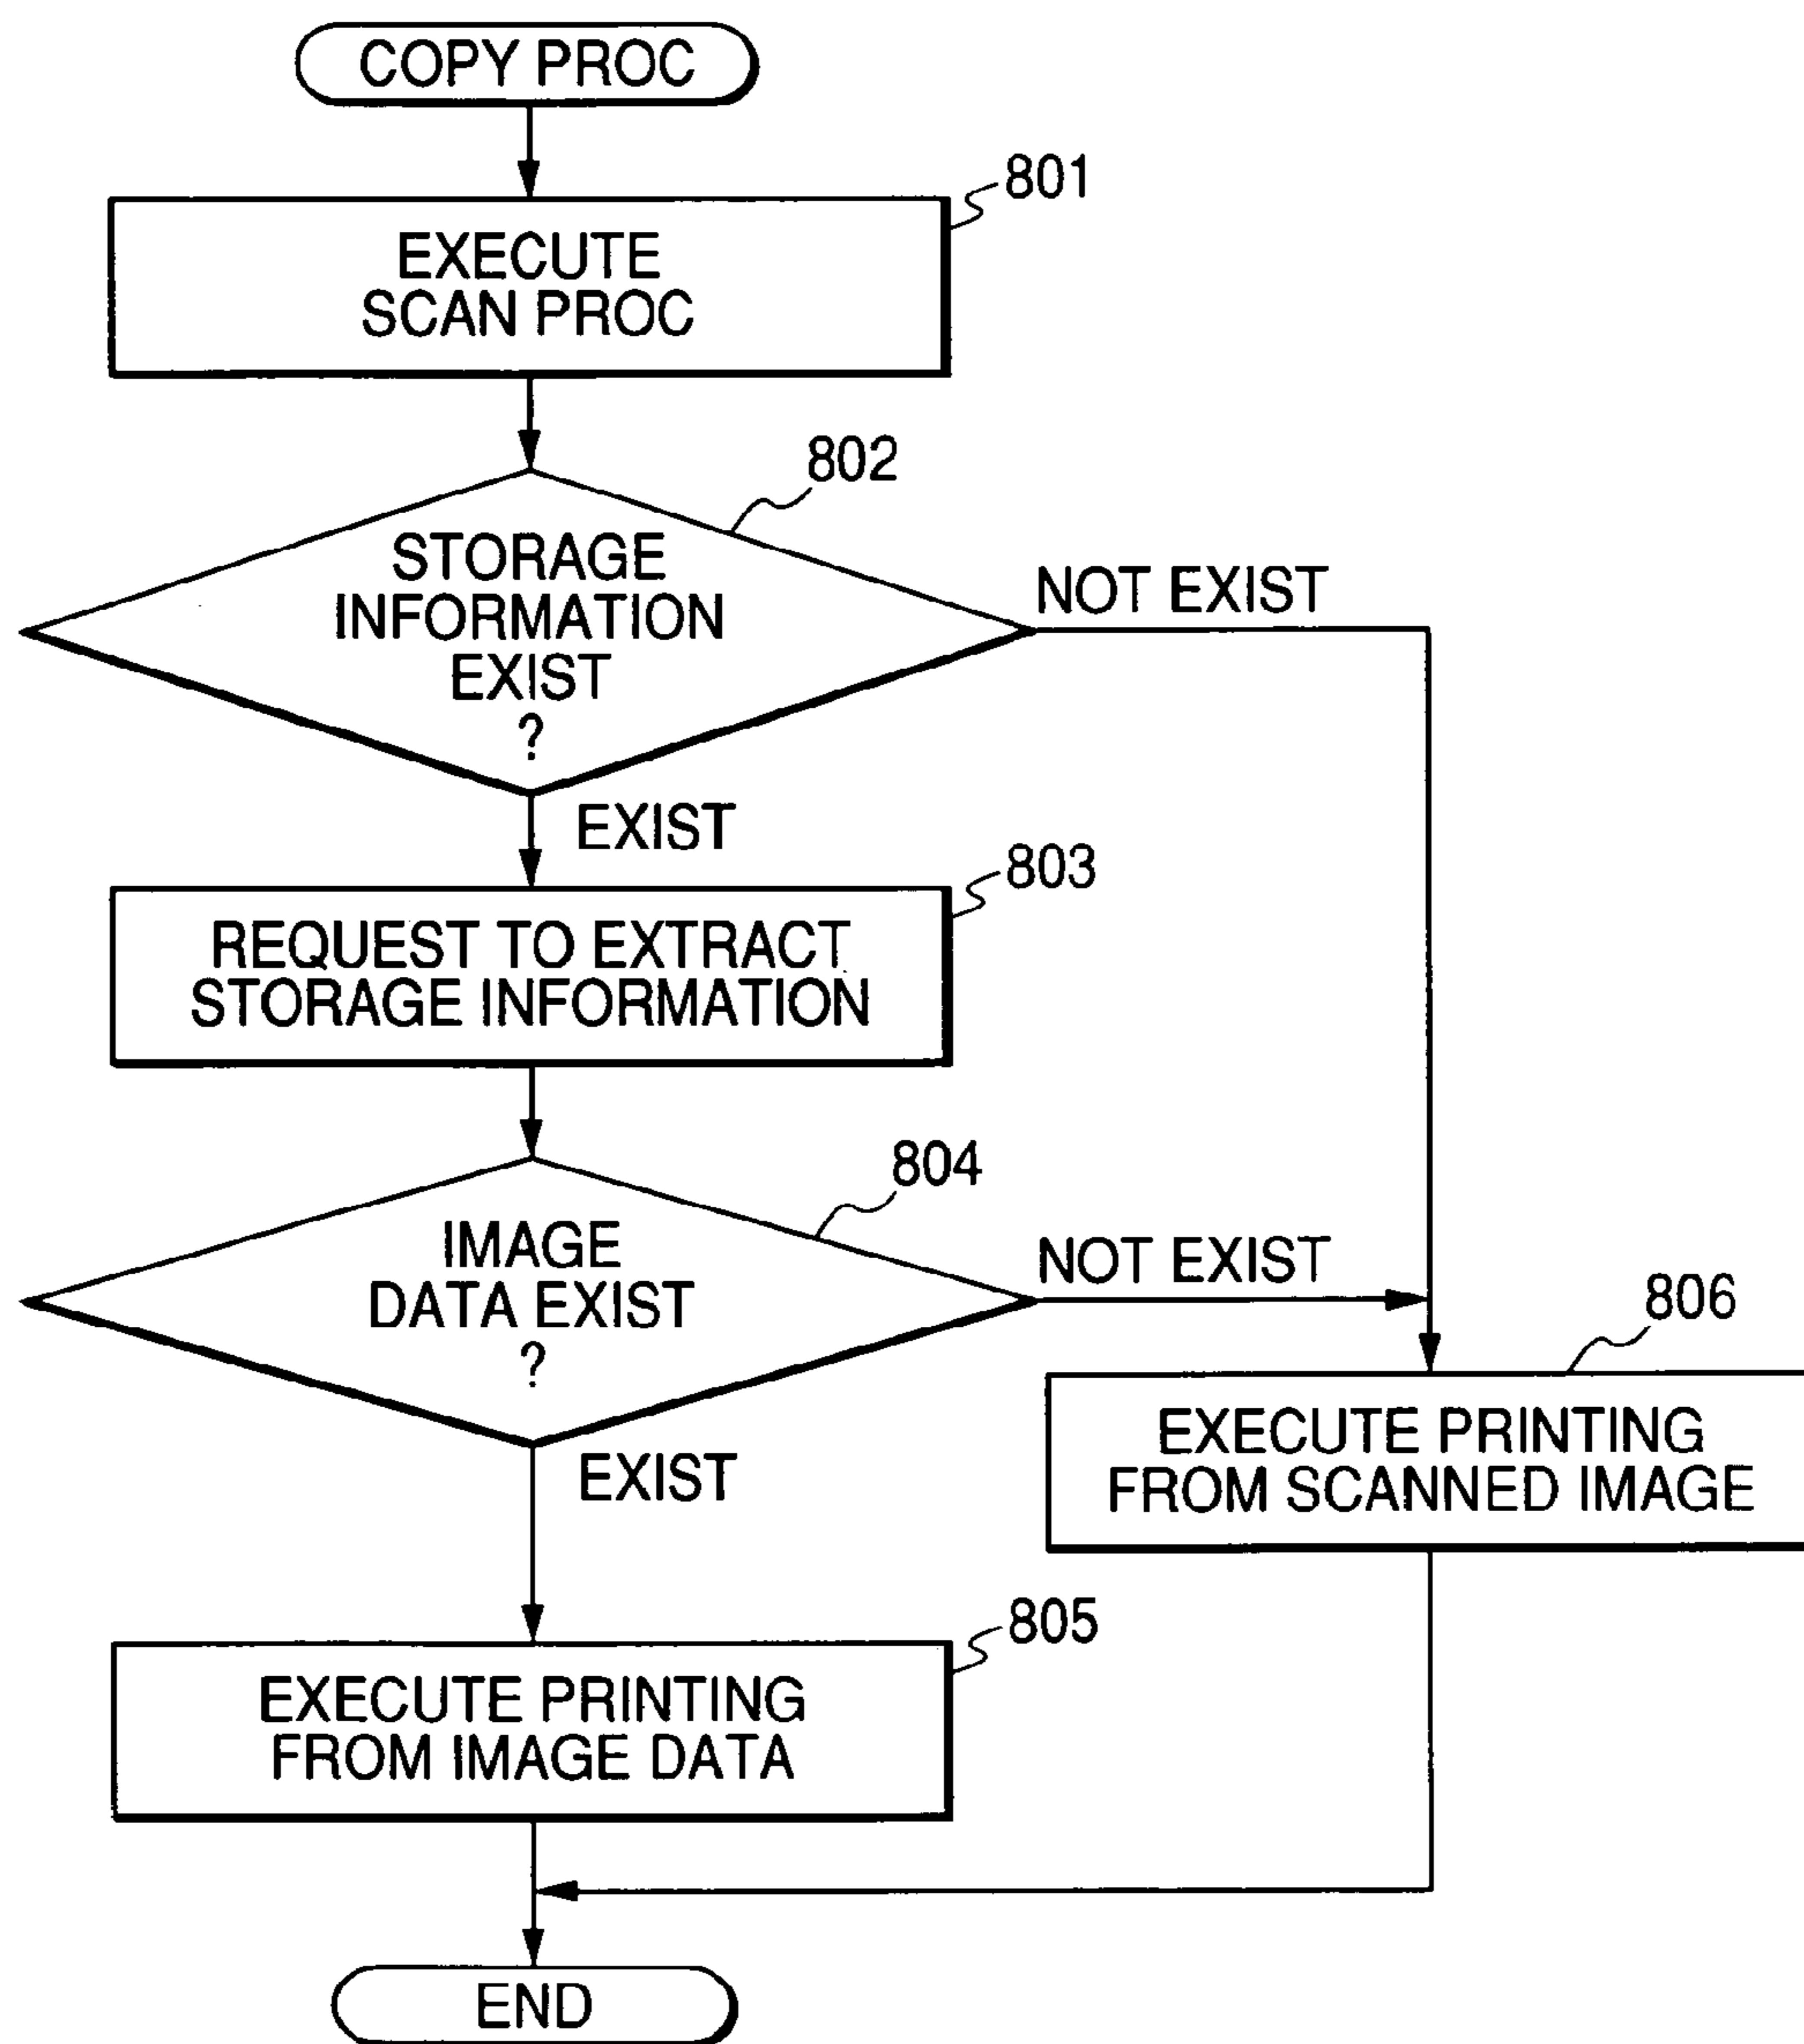 COPY PROC
801
EXECUTE
SCAN PROC
802
STORAGE
INFORMATION
EXIST
?
NOT EXIST
EXIST
803
REQUEST TO EXTRACT
STORAGE INFORMATION
804
IMAGE
DATA EXIST
?
NOT EXIST
EXIST
806
EXECUTE PRINTING
FROM SCANNED IMAGE
805
EXECUTE PRINTING
FROM IMAGE DATA
END